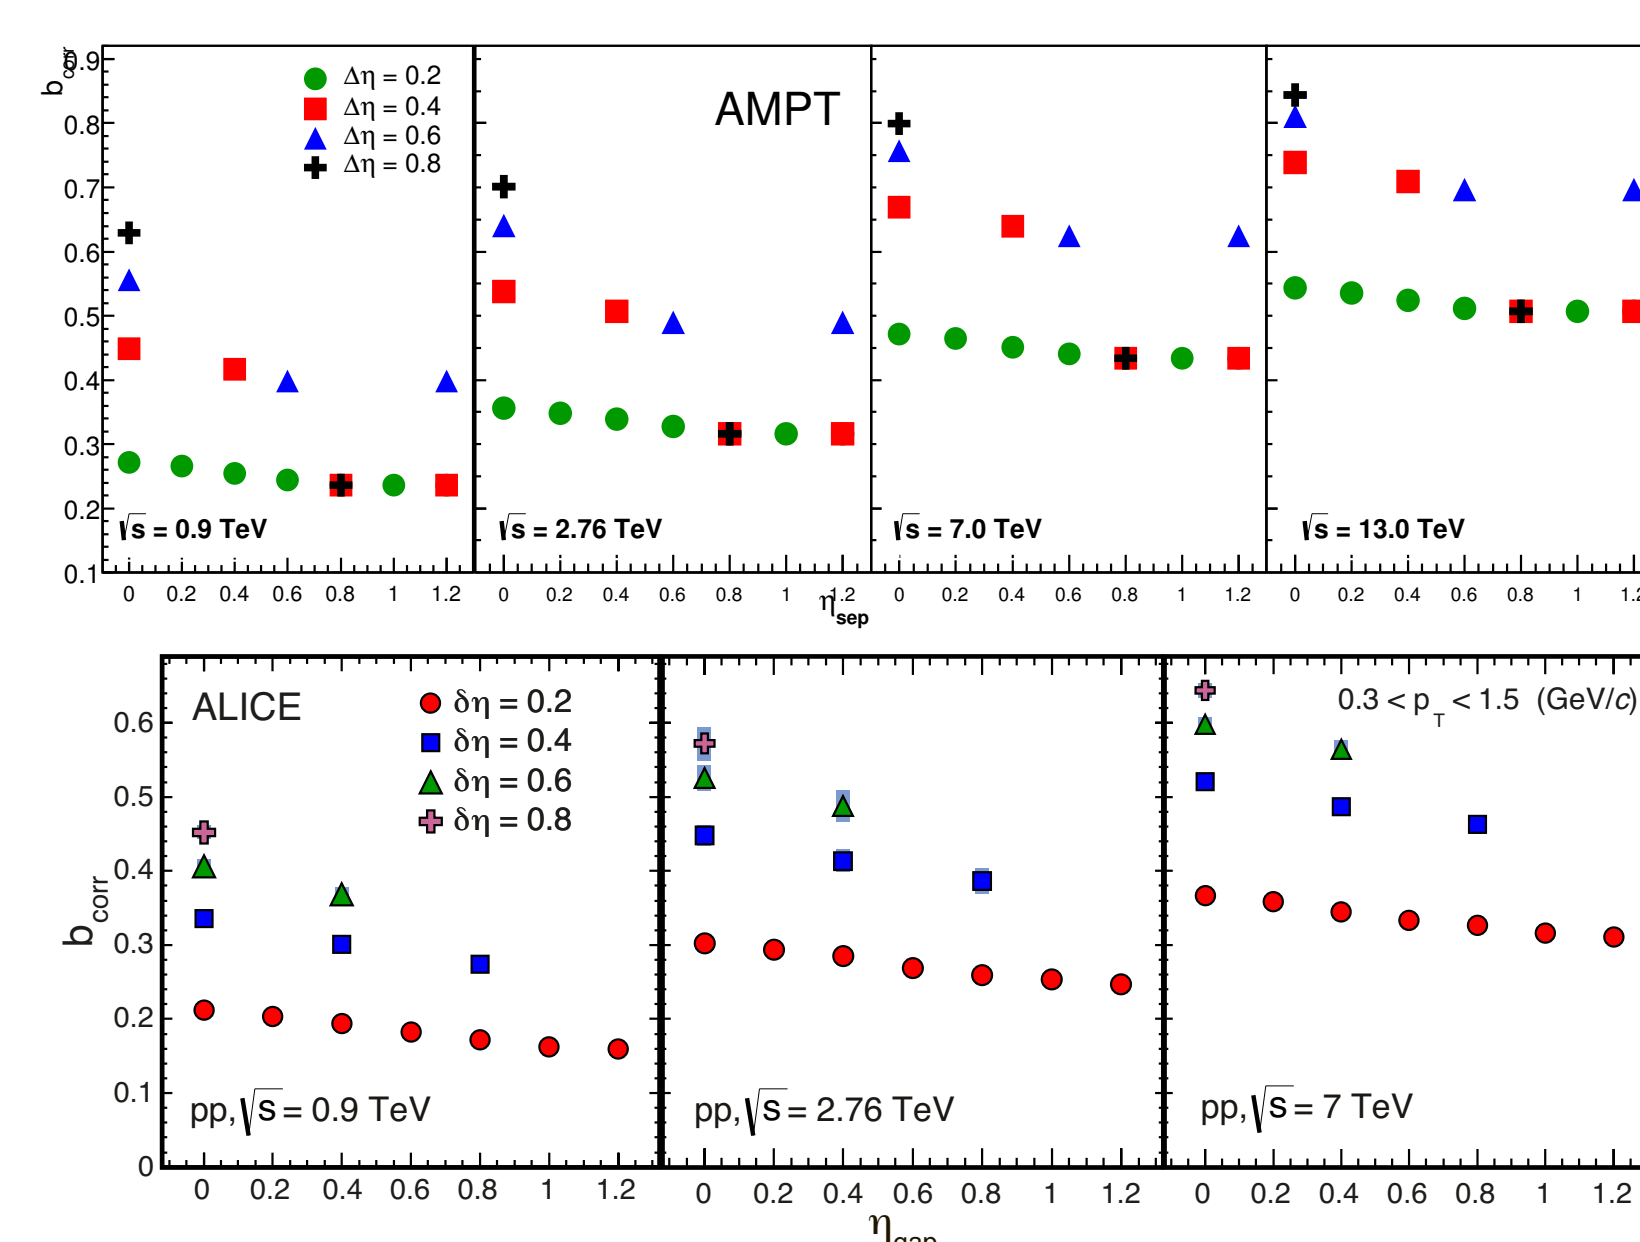 b_corr
0.9
0.8
0.7
0.6
0.5
0.4
0.3
0.2
0.1
Δη = 0.2
Δη = 0.4
Δη = 0.6
Δη = 0.8
AMPT
√s = 0.9 TeV
√s = 2.76 TeV
√s = 7.0 TeV
√s = 13.0 TeV
0 0.2 0.4 0.6 0.8 1 1.2
0 0.2 0.4 0.6 0.8 1 1.2
0 0.2 0.4 0.6 0.8 1 1.2
0 0.2 0.4 0.6 0.8 1 1.2
η_sep
b_corr
0.6
0.5
0.4
0.3
0.2
0.1
0
ALICE
δη = 0.2
δη = 0.4
δη = 0.6
δη = 0.8
0.3 < p_T < 1.5 (GeV/c)
pp, √s = 0.9 TeV
pp, √s = 2.76 TeV
pp, √s = 7 TeV
0 0.2 0.4 0.6 0.8 1 1.2
0 0.2 0.4 0.6 0.8 1 1.2
0 0.2 0.4 0.6 0.8 1 1.2
η_gap